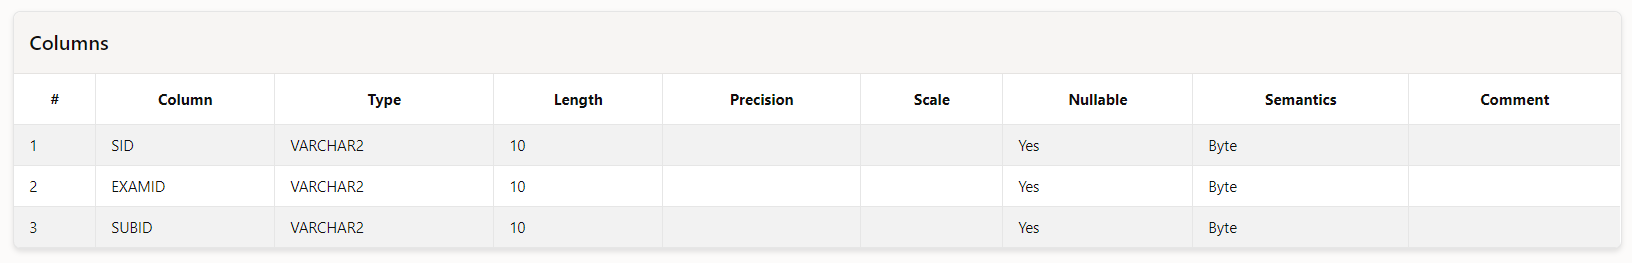 Columns
# Column Type Length Precision Scale Nullable Semantics Comment
1 SID VARCHAR2 10 Yes Byte
2 EXAMID VARCHAR2 10 Yes Byte
3 SUBID VARCHAR2 10 Yes Byte